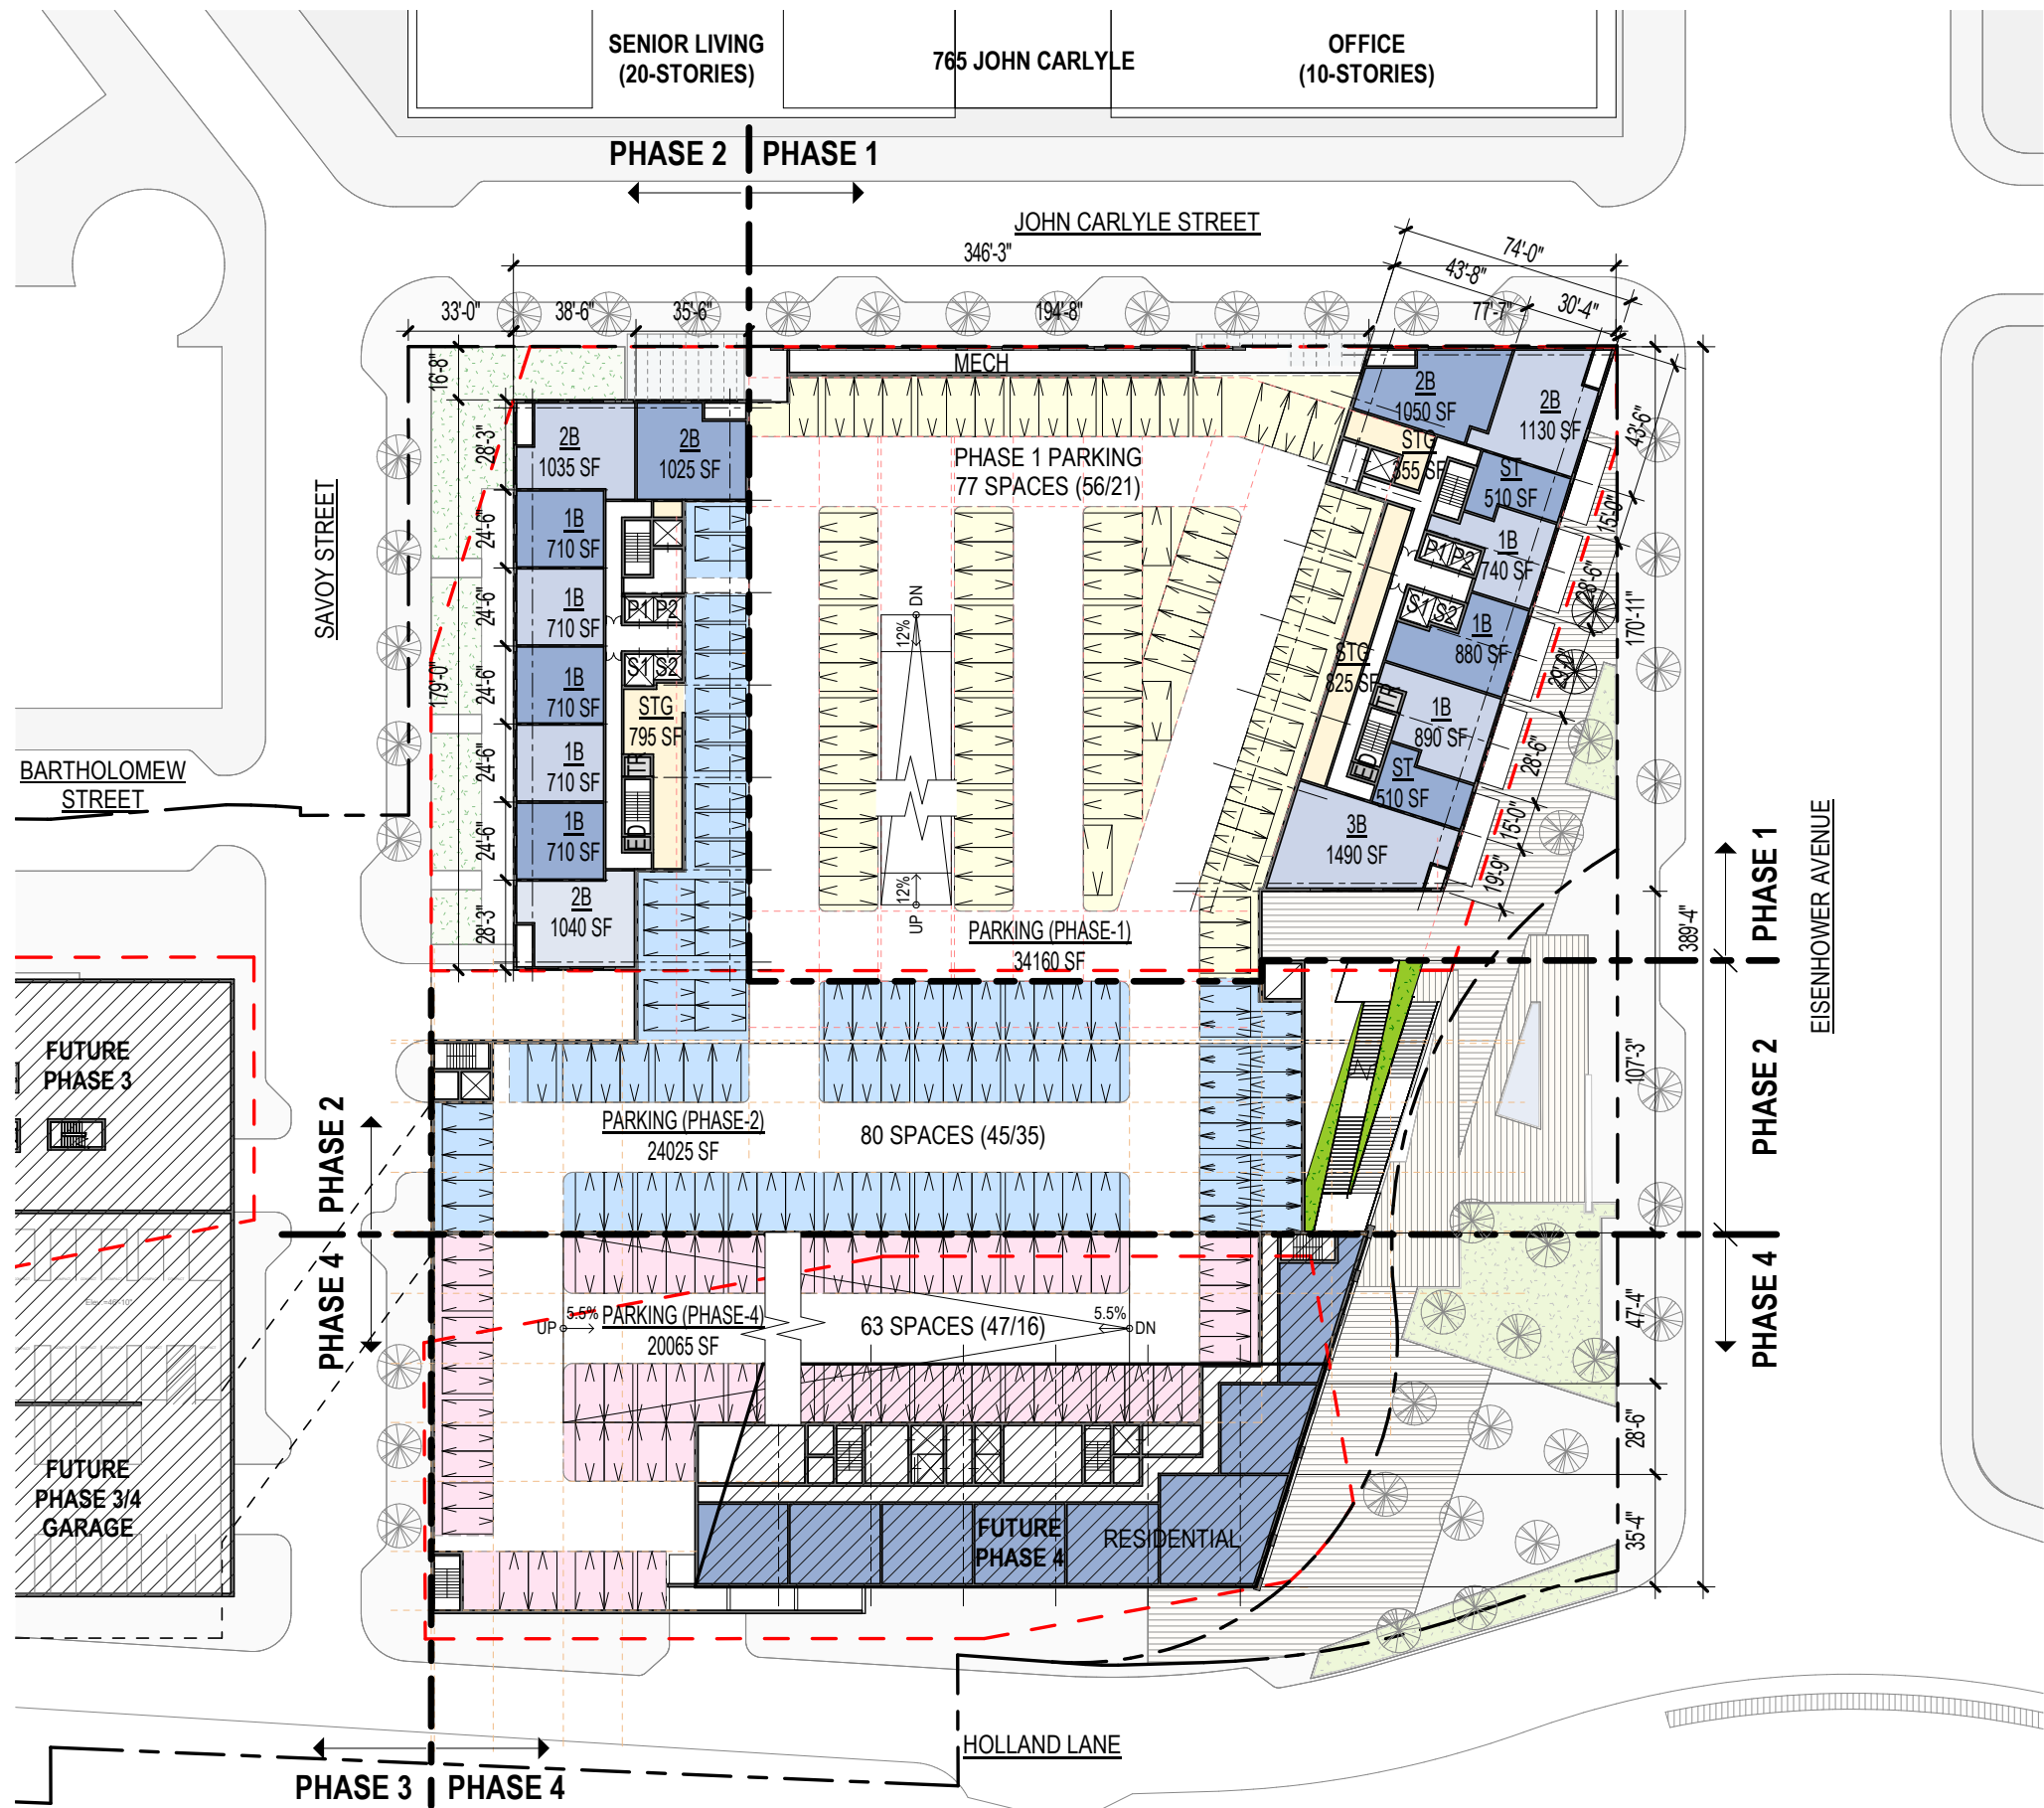 SENIOR LIVING
(20-STORIES)
765 JOHN CARLYLE
OFFICE
(10-STORIES)
PHASE 2
PHASE 1
JOHN CARLYLE STREET
346'-3"
74'-0"
43'-8"
30'-4"
33'-0"
38'-6"
35'-6"
194'-8"
77'-7"
MECH
16'-8"
28'-3"
24'-6"
24'-6"
24'-6"
24'-6"
24'-6"
28'-3"
179'-0"
SAVOY STREET
BARTHOLOMEW
STREET
2B
1035 SF
2B
1025 SF
1B
710 SF
1B
710 SF
1B
710 SF
1B
710 SF
1B
710 SF
2B
1040 SF
P1 P2
S1 S2
STG
795 SF
TR
ED
PHASE 1 PARKING
77 SPACES (56/21)
DN
12%
12%
UP
PARKING (PHASE-1)
34160 SF
2B
1050 SF
2B
1130 SF
STG
355 SF
ST
510 SF
1B
740 SF
P1 P2
S1 S2
1B
880 SF
STG
825 SF
1B
890 SF
TR
ED
ST
510 SF
3B
1490 SF
43'-6"
15'-0"
28'-6"
29'-0"
28'-6"
15'-0"
19'-9"
170'-11"
389'-4"
107'-3"
47'-4"
28'-6"
35'-4"
PHASE 1
PHASE 2
PHASE 4
EISENHOWER AVENUE
FUTURE
PHASE 3
PHASE 2
PHASE 4
PARKING (PHASE-2)
24025 SF
80 SPACES (45/35)
Elev.=46'-10"
UP
5.5%
PARKING (PHASE-4)
20065 SF
63 SPACES (47/16)
5.5%
DN
FUTURE
PHASE 3/4
GARAGE
FUTURE
PHASE 4
RESIDENTIAL
HOLLAND LANE
PHASE 3
PHASE 4